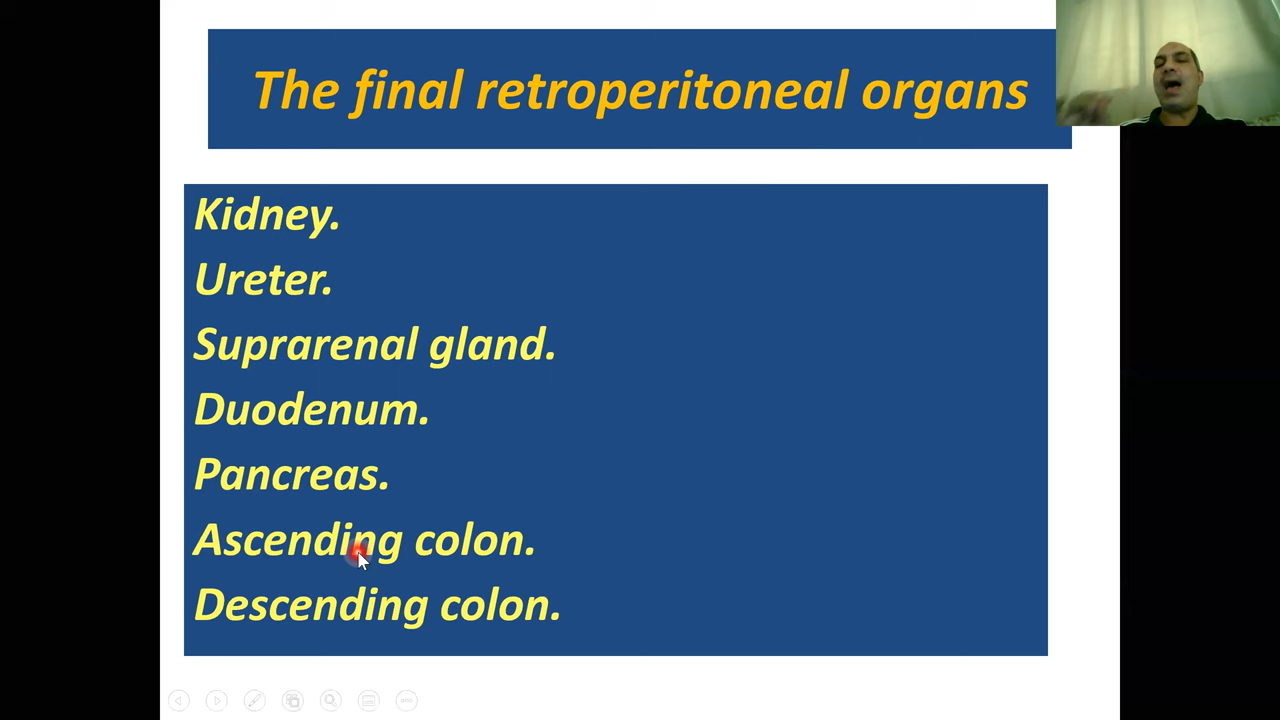 The final retroperitoneal organs
Kidney.
Ureter.
Suprarenal gland.
Duodenum.
Pancreas.
Ascending colon.
Descending colon.